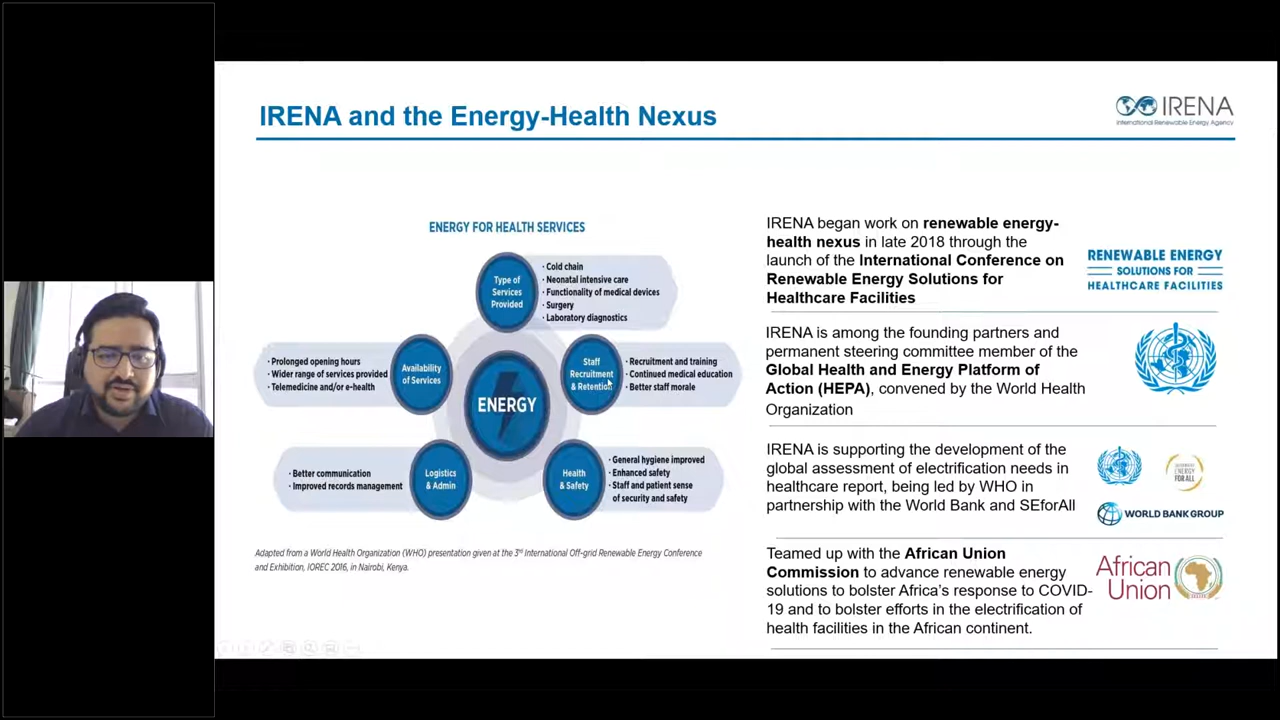 IRENA and the Energy-Health Nexus
IRENA
International Renewable Energy Agency
ENERGY FOR HEALTH SERVICES
Type of
Services
Provided
· Cold chain
· Neonatal intensive care
· Functionality of medical devices
· Surgery
· Laboratory diagnostics
· Prolonged opening hours
· Wider range of services provided
· Telemedicine and/or e-health
Availability
of Services
Staff
Recruitment
& Retention
· Recruitment and training
· Continued medical education
· Better staff morale
ENERGY
· Better communication
· Improved records management
Logistics
& Admin
Health
& Safety
· General hygiene improved
· Enhanced safety
· Staff and patient sense
of security and safety
Adapted from a World Health Organization (WHO) presentation given at the 3rd International Off-grid Renewable Energy Conference
and Exhibition, IOREC 2016, in Nairobi, Kenya.
IRENA began work on renewable energy-
health nexus in late 2018 through the
launch of the International Conference on
Renewable Energy Solutions for
Healthcare Facilities
RENEWABLE ENERGY
SOLUTIONS FOR
HEALTHCARE FACILITIES
IRENA is among the founding partners and
permanent steering committee member of the
Global Health and Energy Platform of
Action (HEPA), convened by the World Health
Organization
IRENA is supporting the development of the
global assessment of electrification needs in
healthcare report, being led by WHO in
partnership with the World Bank and SEforAll
ENERGY
FOR ALL
WORLD BANK GROUP
Teamed up with the African Union
Commission to advance renewable energy
solutions to bolster Africa's response to COVID-
19 and to bolster efforts in the electrification of
health facilities in the African continent.
African
Union